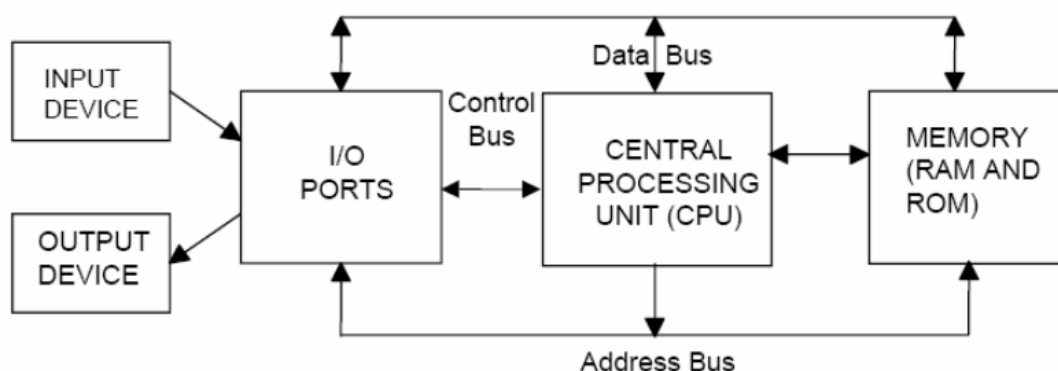 INPUT
DEVICE
OUTPUT
DEVICE
I/O
PORTS
Control
Bus
Data Bus
CENTRAL
PROCESSING
UNIT (CPU)
MEMORY
(RAM AND
ROM)
Address Bus